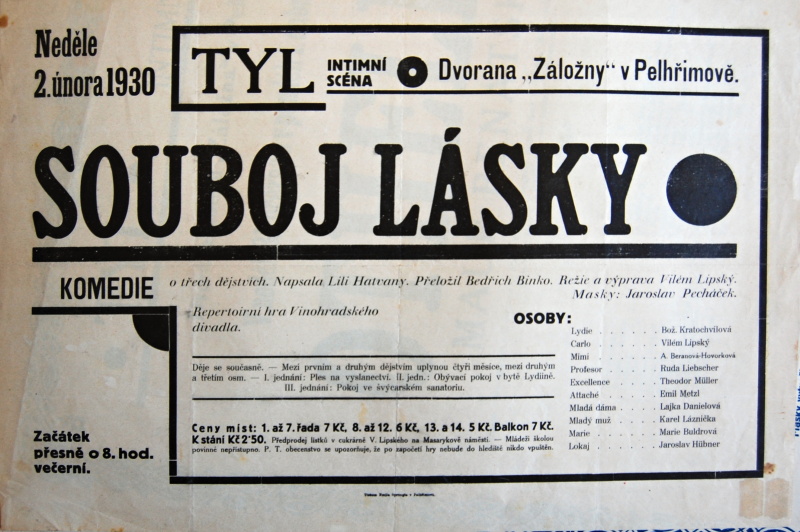 Neděle
2. února 1930
TYL
INTIMNÍ
SCÉNA
Dvorana „Záložny" v Pelhřimově.
SOUBOJ LÁSKY
KOMEDIE
o třech dějstvích. Napsala Lili Hatvany. Přeložil Bedřich Binko. Režie a výprava Vilém Lipský.
Masky: Jaroslav Pecháček.
Repertoirní hra Vinohradského
divadla.
OSOBY:
Lydie . . . . . . Bož. Kratochvílová
Carlo . . . . . . Vilém Lipský
Mimi . . . . . . A. Beranová-Hovorková
Profesor . . . . . Ruda Liebscher
Excellence . . . . Theodor Müller
Attaché . . . . . Emil Metzl
Mladá dáma . . . . Lajka Danielová
Mladý muž . . . . Karel Láznička
Marie . . . . . . Marie Buldrová
Lokaj . . . . . . Jaroslav Hübner
Děje se současně. — Mezi prvním a druhým dějstvím uplynou čtyři měsíce, mezi druhým
a třetím osm. — I. jednání: Ples na vyslanectví. II. jedn.: Obývací pokoj v bytě Lydiině.
III. jednání: Pokoj ve švýcarském sanatoriu.
Ceny míst: 1. až 7. řada 7 Kč, 8. až 12. 6 Kč, 13. a 14. 5 Kč. Balkon 7 Kč.
K stání Kč 2'50. Předprodej lístků v cukrárně V. Lipského na Masarykově náměstí. — Mládeži školou
povinné nepřístupno. P. T. obecenstvo se upozorňuje, že po započetí hry nebude do hlediště nikdo vpuštěn.
Začátek
přesně o 8. hod.
večerní.